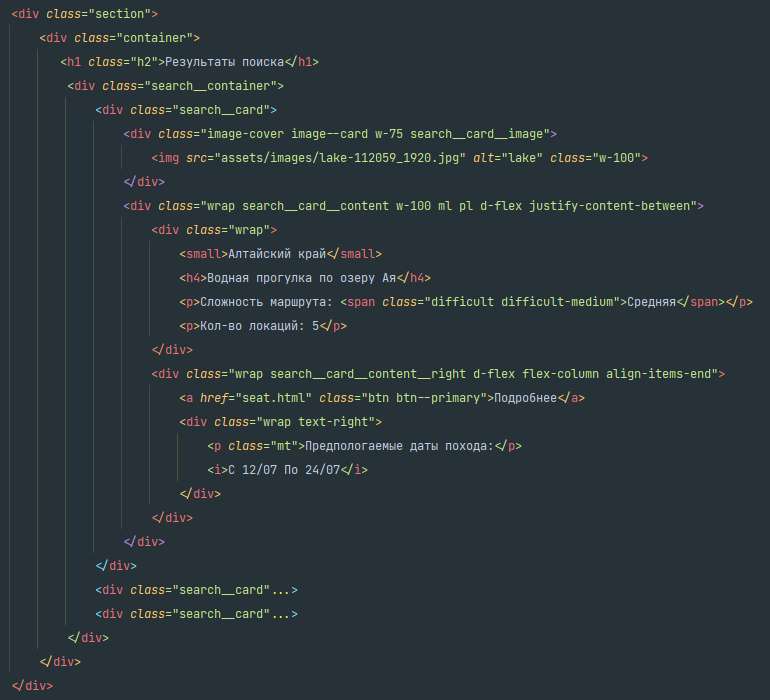 <div class="section">
<div class="container">
<h1 class="h2">Результаты поиска</h1>
<div class="search__container">
<div class="search__card">
<div class="image-cover image--card w-75 search__card__image">
<img src="assets/images/lake-112059_1920.jpg" alt="lake" class="w-100">
</div>
<div class="wrap search__card__content w-100 ml pl d-flex justify-content-between">
<div class="wrap">
<small>Алтайский край</small>
<h4>Водная прогулка по озеру Ая</h4>
<p>Сложность маршрута: <span class="difficult difficult-medium">Средняя</span></p>
<p>Кол-во локаций: 5</p>
</div>
<div class="wrap search__card__content__right d-flex flex-column align-items-end">
<a href="seat.html" class="btn btn--primary">Подробнее</a>
<div class="wrap text-right">
<p class="mt">Предпологаемые даты похода:</p>
<i>С 12/07 По 24/07</i>
</div>
</div>
</div>
</div>
<div class="search__card"...>
<div class="search__card"...>
</div>
</div>
</div>